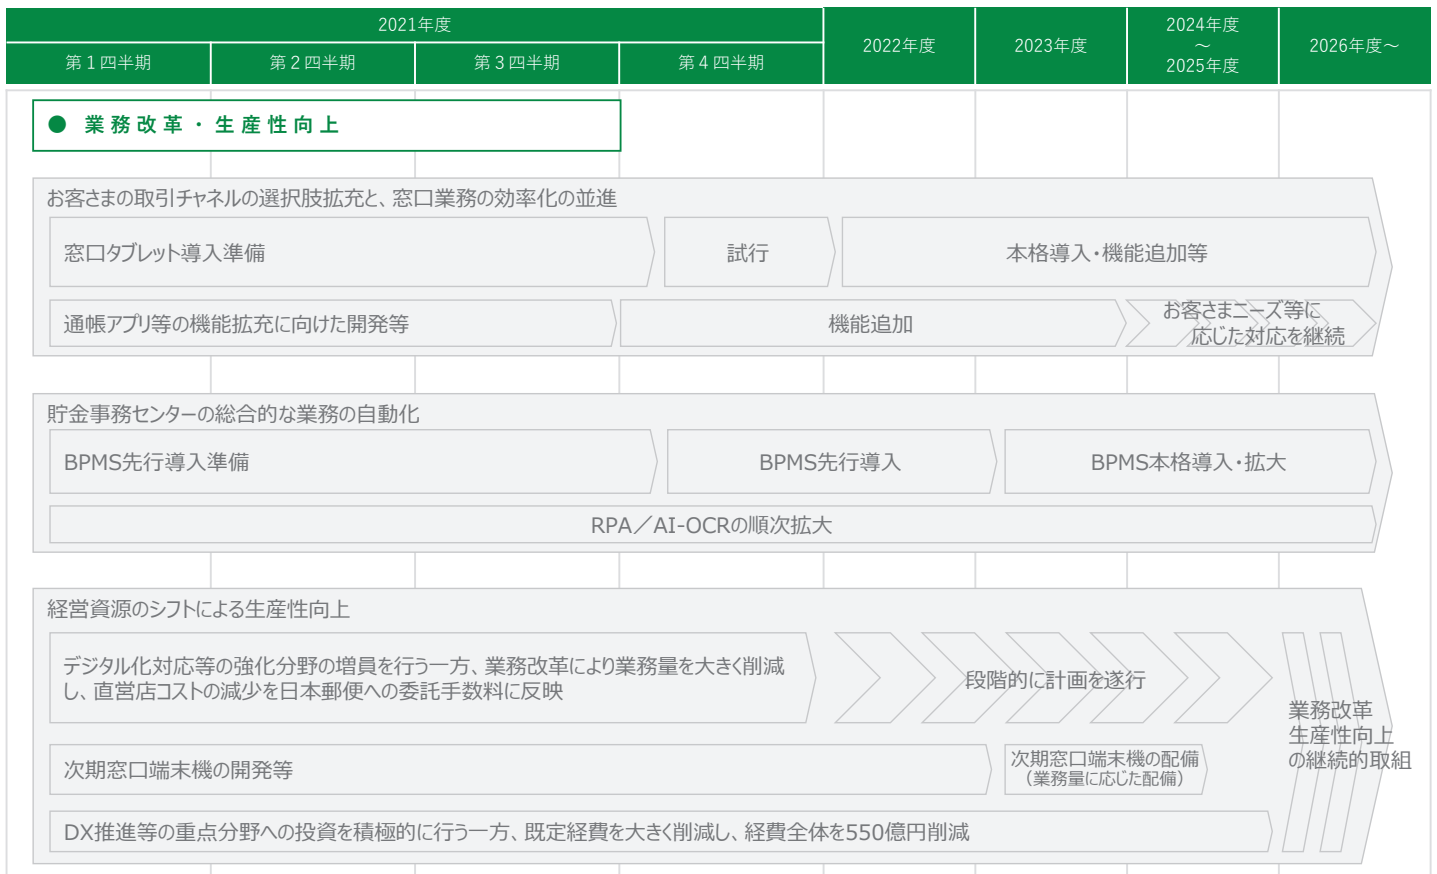 2021年度
2022年度
2023年度
2024年度
～
2025年度
2026年度～
第１四半期
第２四半期
第３四半期
第４四半期
● 業務改革・生産性向上
お客さまの取引チャネルの選択肢拡充と、窓口業務の効率化の並進
窓口タブレット導入準備
試行
本格導入・機能追加等
通帳アプリ等の機能拡充に向けた開発等
機能追加
お客さまニーズ等に
応じた対応を継続
貯金事務センターの総合的な業務の自動化
BPMS先行導入準備
BPMS先行導入
BPMS本格導入・拡大
RPA／AI-OCRの順次拡大
経営資源のシフトによる生産性向上
デジタル化対応等の強化分野の増員を行う一方、業務改革により業務量を大きく削減
し、直営店コストの減少を日本郵便への委託手数料に反映
段階的に計画を遂行
業務改革
生産性向上
の継続的取組
次期窓口端末機の開発等
次期窓口端末機の配備
（業務量に応じた配備）
DX推進等の重点分野への投資を積極的に行う一方、既定経費を大きく削減し、経費全体を550億円削減